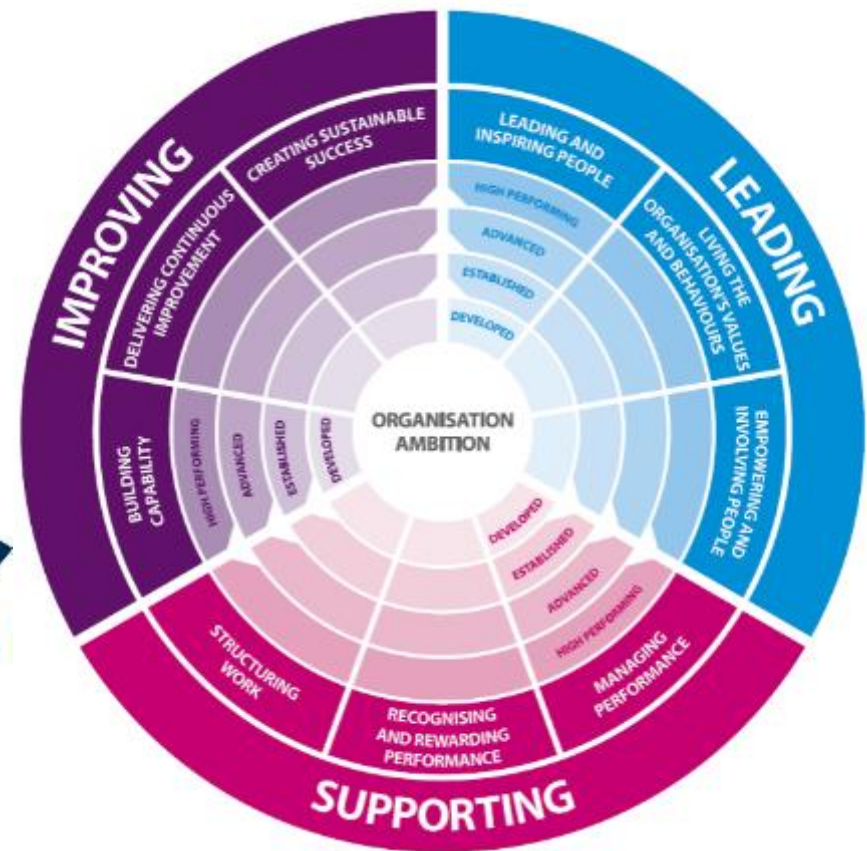 IMPROVING
CREATING SUSTAINABLE
SUCCESS
DELIVERING CONTINUOUS
IMPROVEMENT
BUILDING
CAPABILITY
HIGH PERFORMING
ADVANCED
ESTABLISHED
DEVELOPED
LEADING
LEADING AND
INSPIRING PEOPLE
LIVING THE
ORGANISATION'S VALUES
AND BEHAVIOURS
EMPOWERING AND
INVOLVING PEOPLE
HIGH PERFORMING
ADVANCED
ESTABLISHED
DEVELOPED
ORGANISATION
AMBITION
DEVELOPED
ESTABLISHED
ADVANCED
HIGH PERFORMING
MANAGING
PERFORMANCE
RECOGNISING
AND REWARDING
PERFORMANCE
STRUCTURING
WORK
SUPPORTING